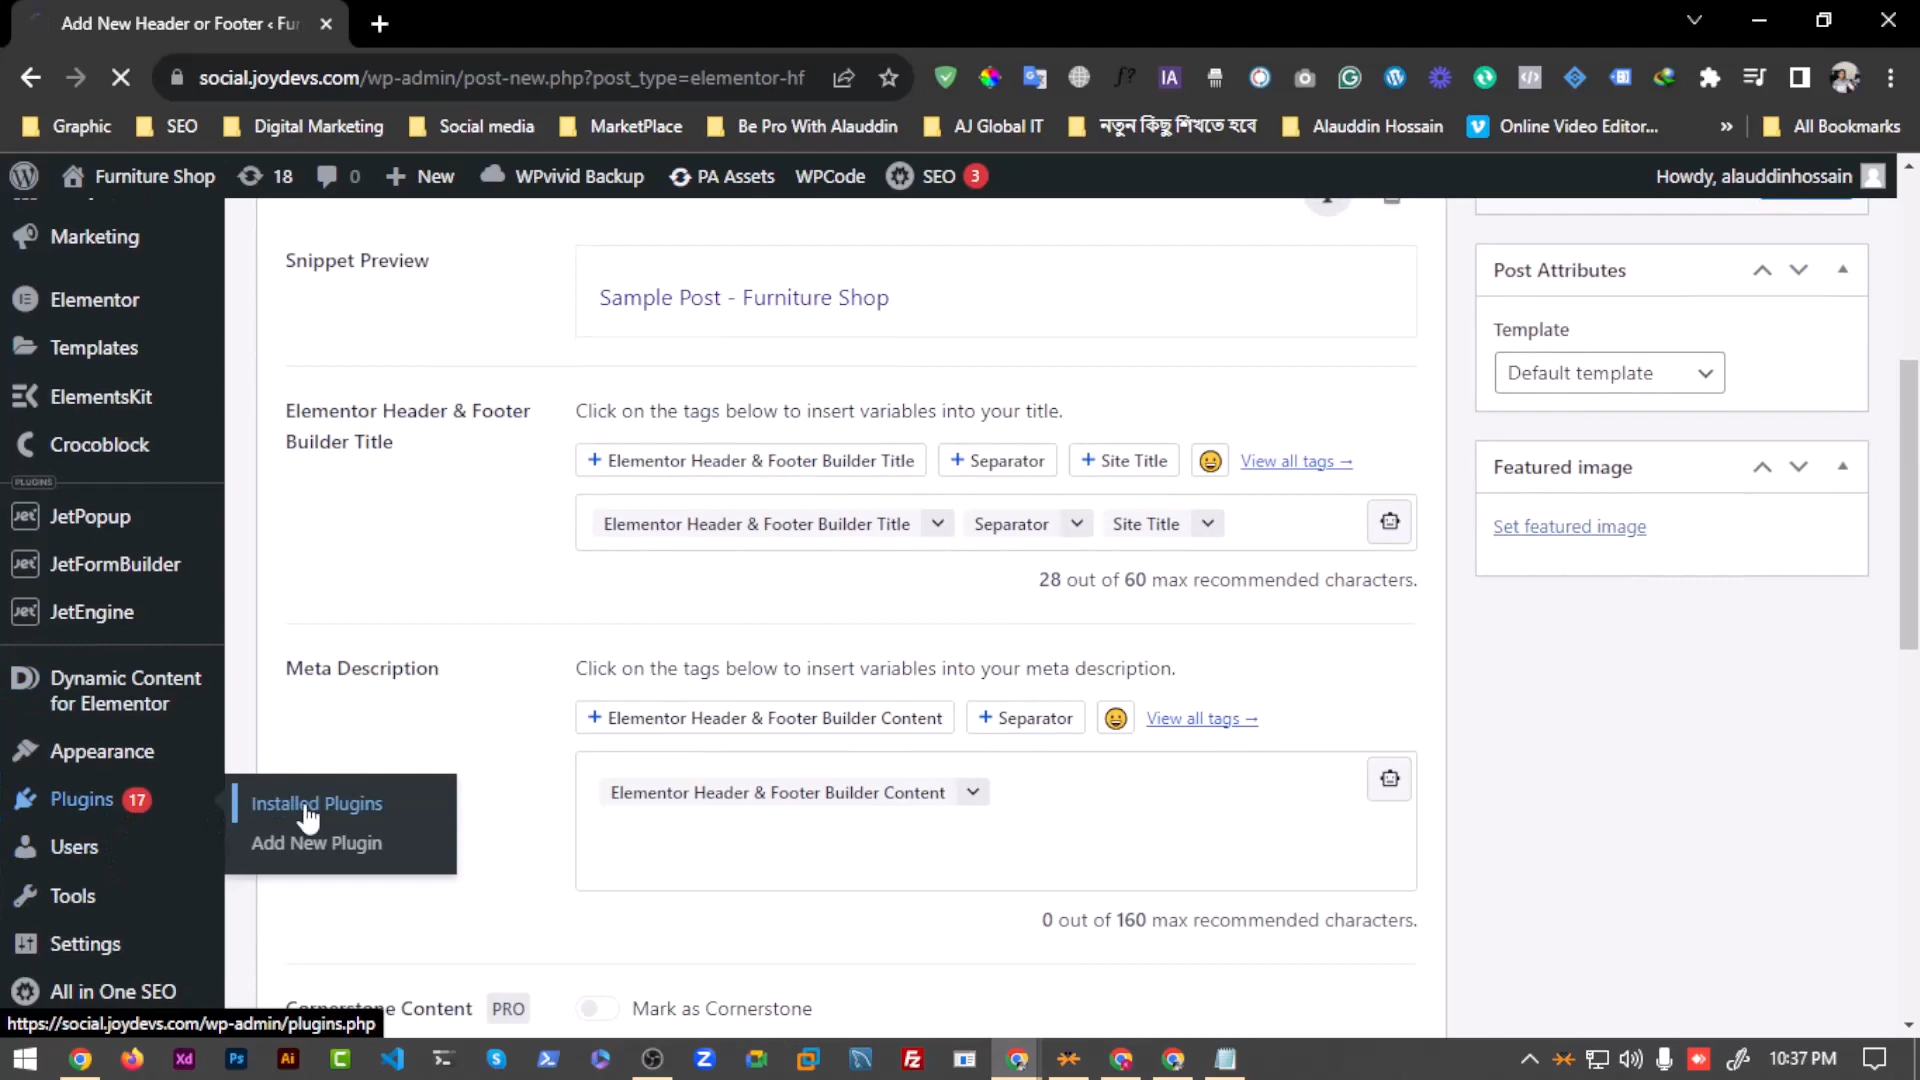 Add New Header or Footer ‹ Fur
social.joydevs.com/wp-admin/post-new.php?post_type=elementor-hf
Graphic SEO Digital Marketing Social media MarketPlace Be Pro With Alauddin AJ Global IT নতুন কিছু শিখতে হবে Alauddin Hossain Online Video Editor... » All Bookmarks
Furniture Shop 18 0 + New WPvivid Backup PA Assets WPCode SEO 3 Howdy, alauddinhossain
Marketing
Elementor
Templates
ElementsKit
Crocoblock
PLUGINS
JetPopup
JetFormBuilder
JetEngine
Dynamic Content
for Elementor
Appearance
Plugins 17
Users
Tools
Settings
All in One SEO
Installed Plugins
Add New Plugin
https://social.joydevs.com/wp-admin/plugins.php
Snippet Preview
Sample Post - Furniture Shop
Elementor Header & Footer
Builder Title
Click on the tags below to insert variables into your title.
+ Elementor Header & Footer Builder Title + Separator + Site Title View all tags →
Elementor Header & Footer Builder Title Separator Site Title
28 out of 60 max recommended characters.
Meta Description
Click on the tags below to insert variables into your meta description.
+ Elementor Header & Footer Builder Content + Separator View all tags →
Elementor Header & Footer Builder Content
0 out of 160 max recommended characters.
Cornerstone Content PRO Mark as Cornerstone
Post Attributes
Template
Default template
Featured image
Set featured image
10:37 PM